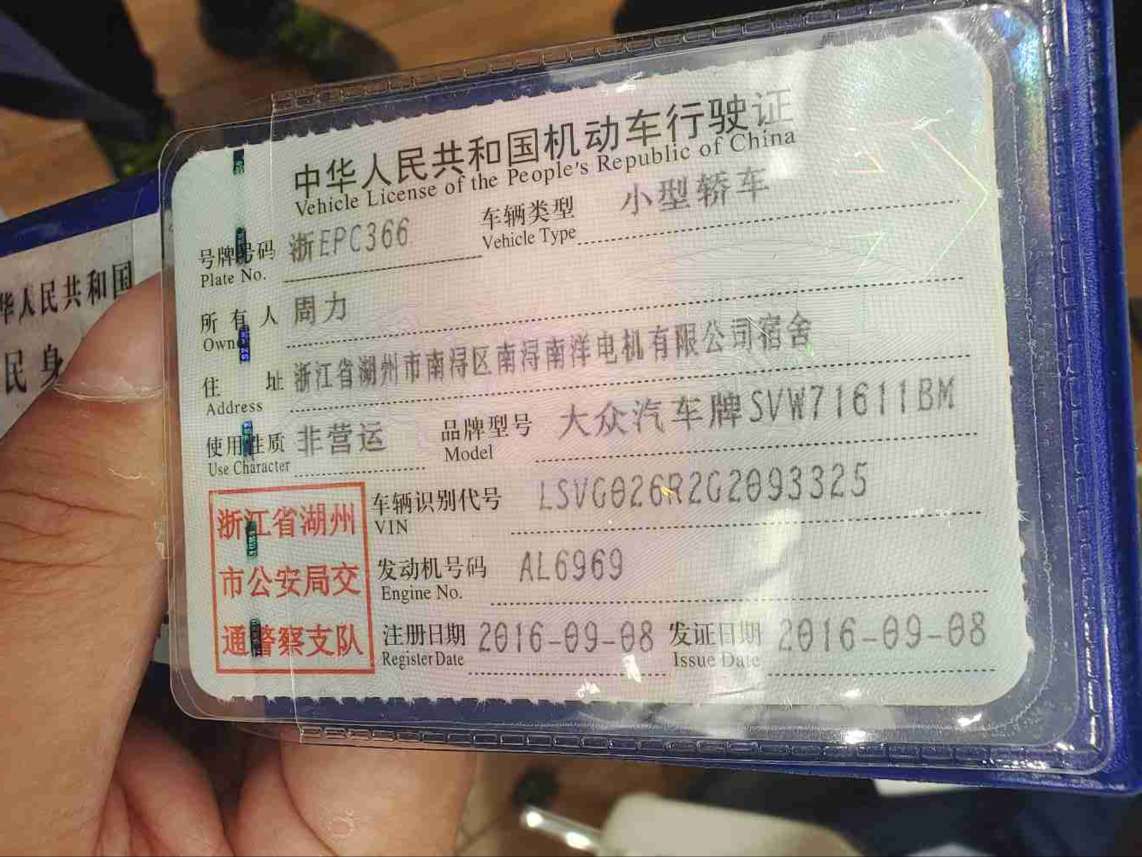 中华人民共和国机动车行驶证
Vehicle License of the People's Republic of China
号牌号码 浙EPC366 车辆类型 小型轿车
Plate No. Vehicle Type
所有人 周力
Owner
住址 浙江省湖州市南浔区南浔南洋电机有限公司宿舍
Address
使用性质 非营运 品牌型号 大众汽车牌SVW71611BM
Use Character Model
浙江省湖州
市公安局交
通警察支队
车辆识别代号 LSVG026R2G2093325
VIN
发动机号码 AL6969
Engine No.
注册日期 2016-09-08 发证日期 2016-09-08
Register Date Issue Date
华人民共和国
民身